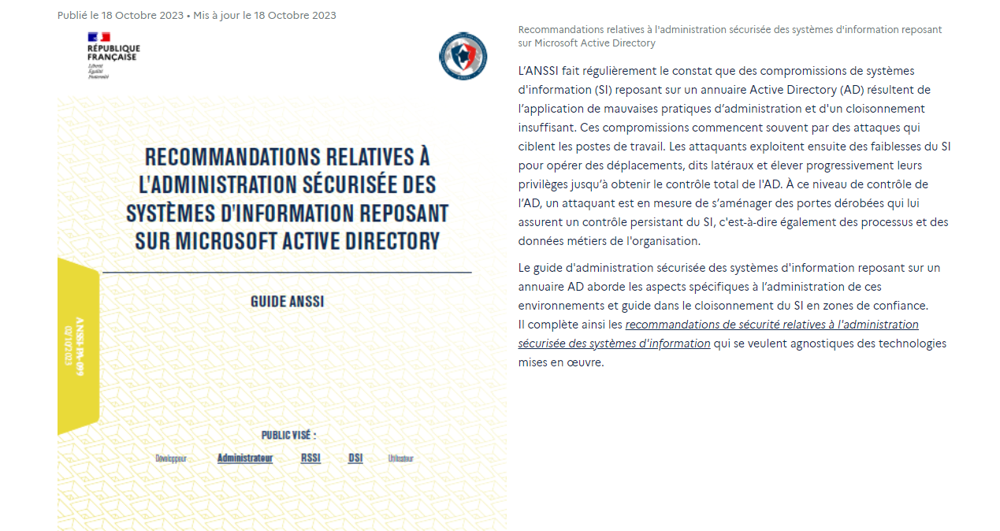 Publié le 18 Octobre 2023 • Mis à jour le 18 Octobre 2023
RÉPUBLIQUE
FRANÇAISE
Liberté
Égalité
Fraternité
RECOMMANDATIONS RELATIVES À
L'ADMINISTRATION SÉCURISÉE DES
SYSTÈMES D'INFORMATION REPOSANT
SUR MICROSOFT ACTIVE DIRECTORY
GUIDE ANSSI
ANSSI-PA-099
02/10/2023
PUBLIC VISÉ :
Développeur Administrateur RSSI DSI Utilisateur
Recommandations relatives à l'administration sécurisée des systèmes d'information reposant
sur Microsoft Active Directory
L’ANSSI fait régulièrement le constat que des compromissions de systèmes
d'information (SI) reposant sur un annuaire Active Directory (AD) résultent de
l’application de mauvaises pratiques d’administration et d'un cloisonnement
insuffisant. Ces compromissions commencent souvent par des attaques qui
ciblent les postes de travail. Les attaquants exploitent ensuite des faiblesses du SI
pour opérer des déplacements, dits latéraux et élever progressivement leurs
privilèges jusqu’à obtenir le contrôle total de l'AD. À ce niveau de contrôle de
l’AD, un attaquant est en mesure de s’aménager des portes dérobées qui lui
assurent un contrôle persistant du SI, c'est-à-dire également des processus et des
données métiers de l'organisation.
Le guide d'administration sécurisée des systèmes d'information reposant sur un
annuaire AD aborde les aspects spécifiques à l’administration de ces
environnements et guide dans le cloisonnement du SI en zones de confiance.
Il complète ainsi les recommandations de sécurité relatives à l'administration
sécurisée des systèmes d'information qui se veulent agnostiques des technologies
mises en œuvre.